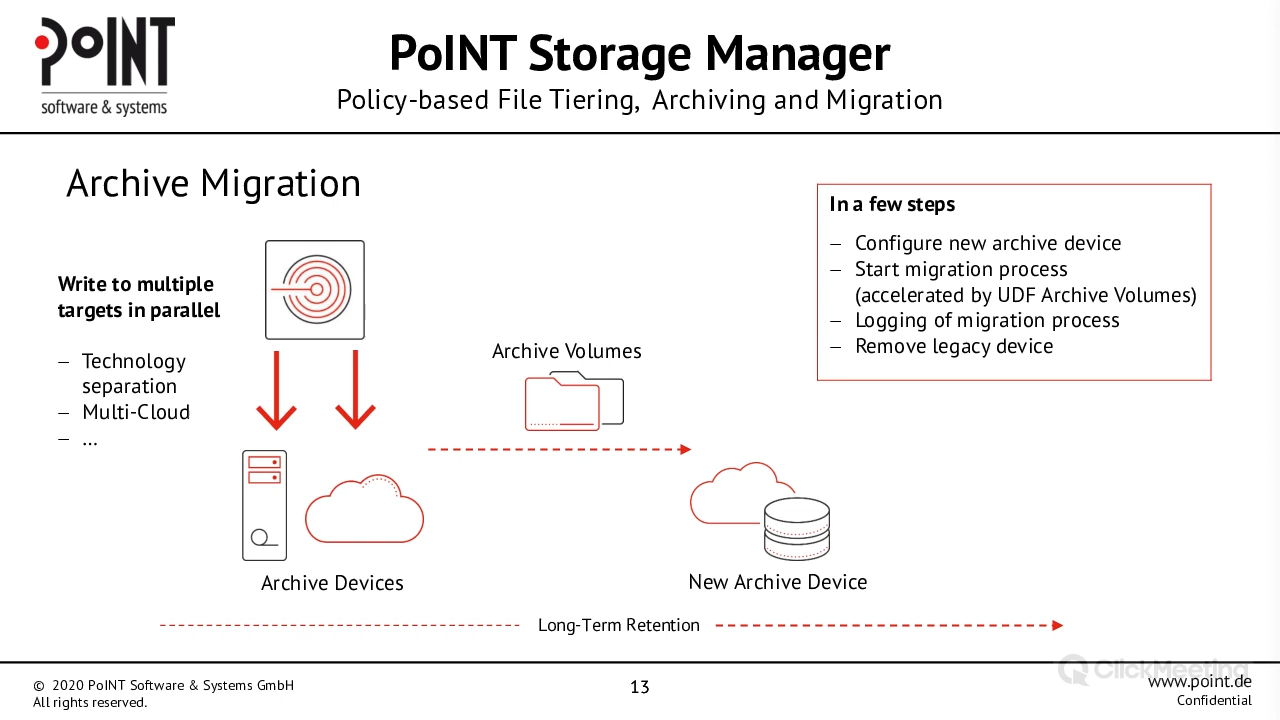 PoINT
software & systems
PoINT Storage Manager
Policy-based File Tiering, Archiving and Migration
Archive Migration
Write to multiple
targets in parallel
– Technology
separation
– Multi-Cloud
– ...
Archive Devices
Archive Volumes
New Archive Device
In a few steps
– Configure new archive device
– Start migration process
(accelerated by UDF Archive Volumes)
– Logging of migration process
– Remove legacy device
Long-Term Retention
© 2020 PoINT Software & Systems GmbH
All rights reserved.
13
ClickMeeting
www.point.de
Confidential